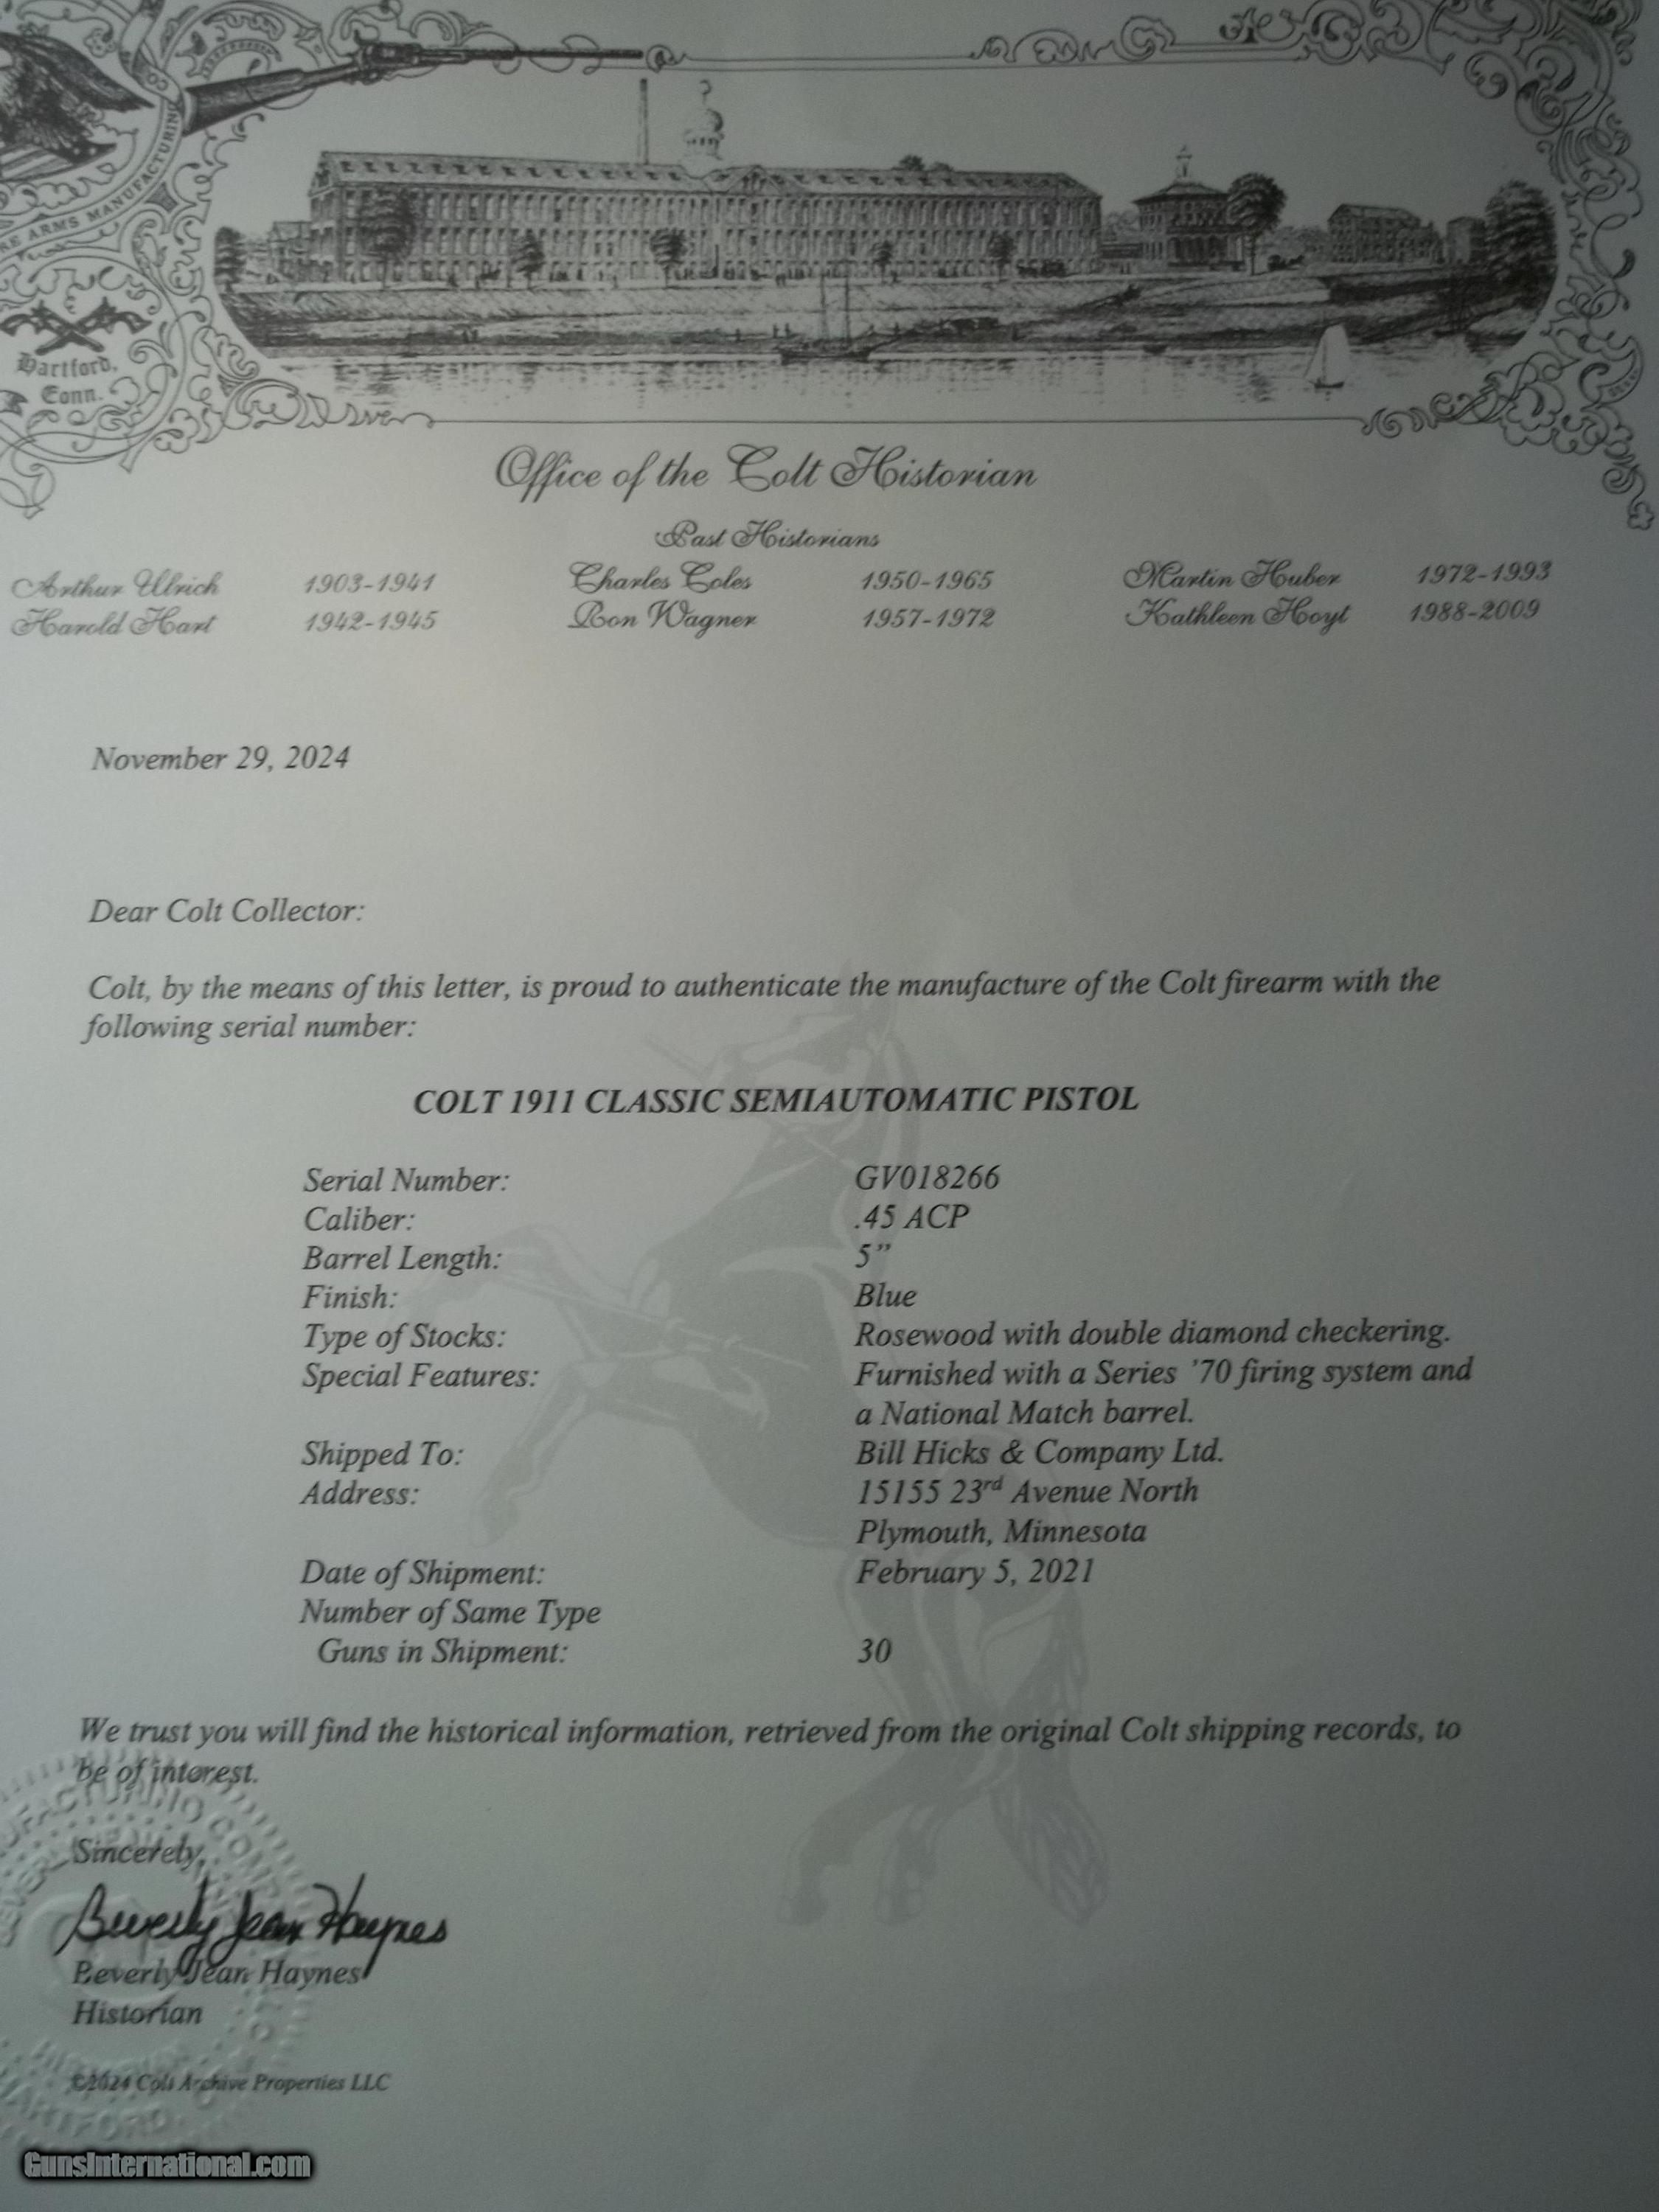 CO
RE ARMS MANUFACTURING
Hartford,
Conn.
Office of the Colt Historian
Past Historians
Arthur Ulrich 1903-1941 Charles Coles 1950-1965 Martin Huber 1972-1993
Harold Hart 1942-1945 Ron Wagner 1957-1972 Kathleen Hoyt 1988-2009
November 29, 2024
Dear Colt Collector:
Colt, by the means of this letter, is proud to authenticate the manufacture of the Colt firearm with the
following serial number:
COLT 1911 CLASSIC SEMIAUTOMATIC PISTOL
Serial Number: GV018266
Caliber: .45 ACP
Barrel Length: 5”
Finish: Blue
Type of Stocks: Rosewood with double diamond checkering.
Special Features: Furnished with a Series ’70 firing system and
a National Match barrel.
Shipped To: Bill Hicks & Company Ltd.
Address: 15155 23rd Avenue North
Plymouth, Minnesota
Date of Shipment: February 5, 2021
Number of Same Type
Guns in Shipment: 30
We trust you will find the historical information, retrieved from the original Colt shipping records, to
be of interest.
Sincerely,
Beverly Jean Haynes
Beverly Jean Haynes
Historian
©2024 Colt Archive Properties LLC
GunsInternational.com